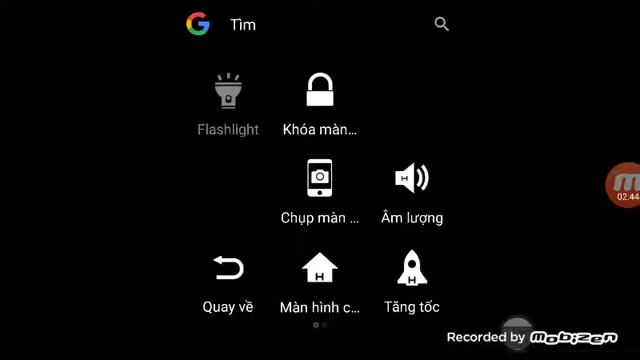 Tìm
Flashlight
Khóa màn...
Chụp màn ...
Âm lượng
02:44
Quay về
Màn hình c...
Tăng tốc
Recorded by mobizen